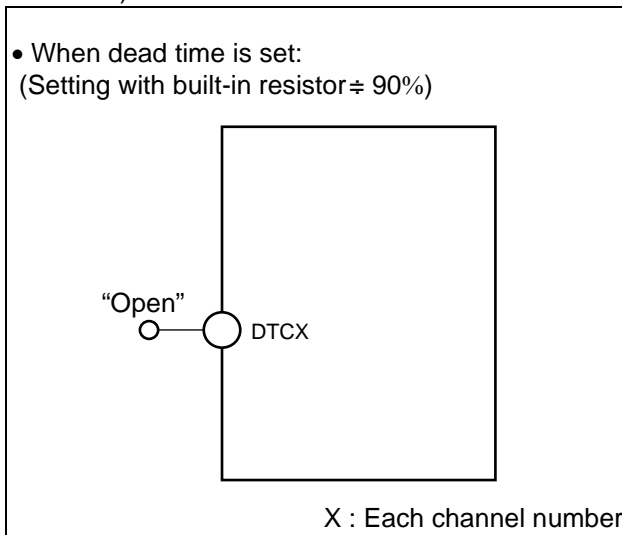 • When dead time is set:
(Setting with built-in resistor ≑ 90%)
“Open”
DTCX
X : Each channel number